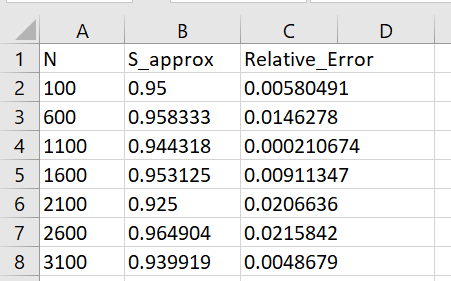 A B C D
1 N S_approx Relative_Error
2 100 0.95 0.00580491
3 600 0.958333 0.0146278
4 1100 0.944318 0.000210674
5 1600 0.953125 0.00911347
6 2100 0.925 0.0206636
7 2600 0.964904 0.0215842
8 3100 0.939919 0.0048679